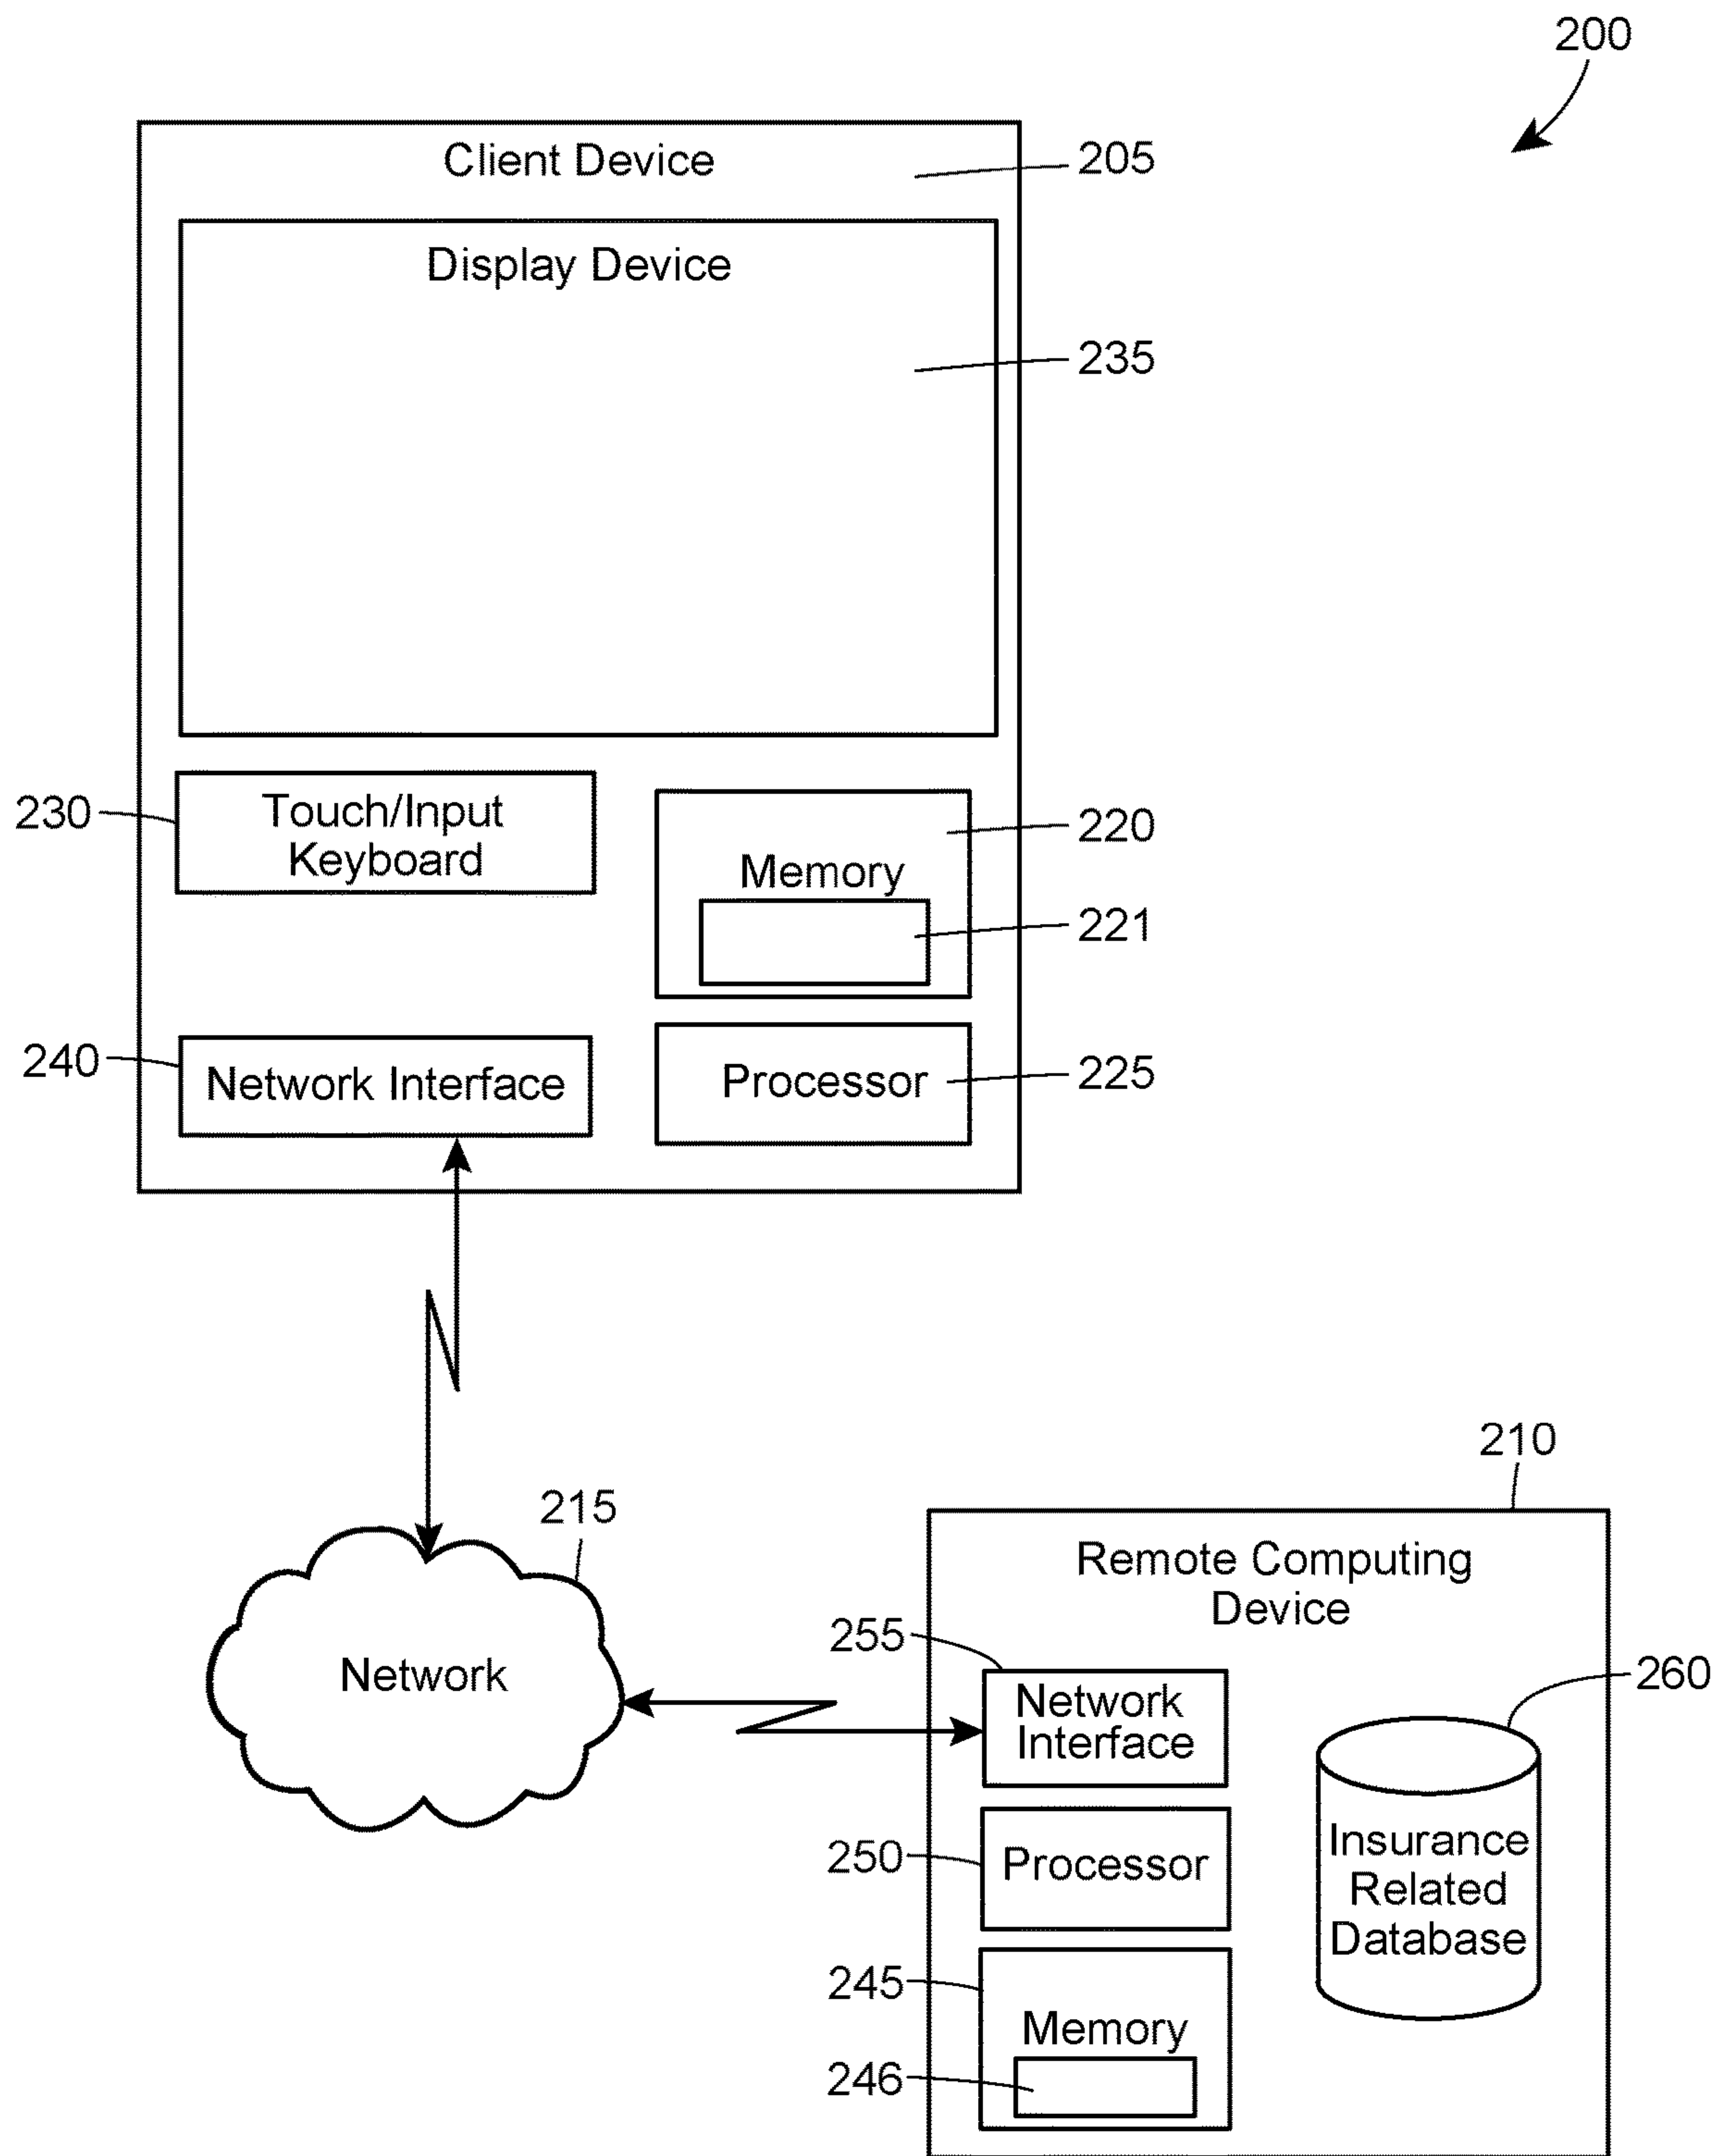 200
Client Device
205
Display Device
235
230
Touch/Input
Keyboard
220
Memory
221
240
Network Interface
Processor
225
215
Network
210
Remote Computing
Device
255
Network
Interface
260
250
Processor
Insurance
Related
Database
245
Memory
246